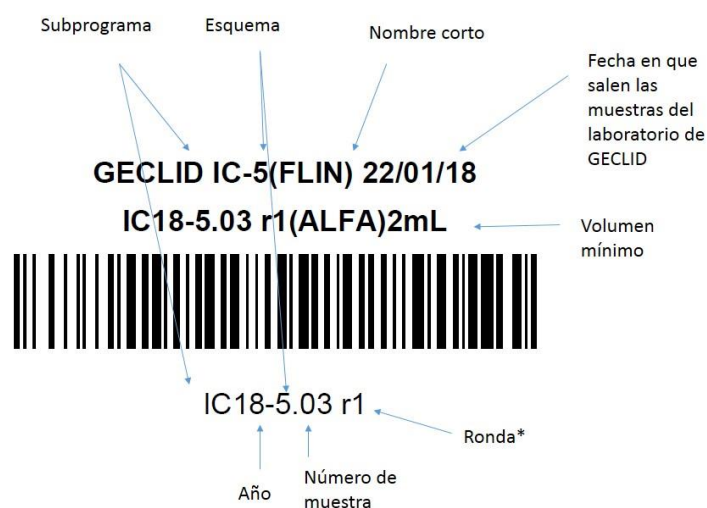 Subprograma
Esquema
Nombre corto
Fecha en que
salen las
muestras del
laboratorio de
GECLID
GECLID IC-5(FLIN) 22/01/18
IC18-5.03 r1(ALFA)2mL
Volumen
mínimo
IC18-5.03 r1
Ronda*
Año
Número de
muestra